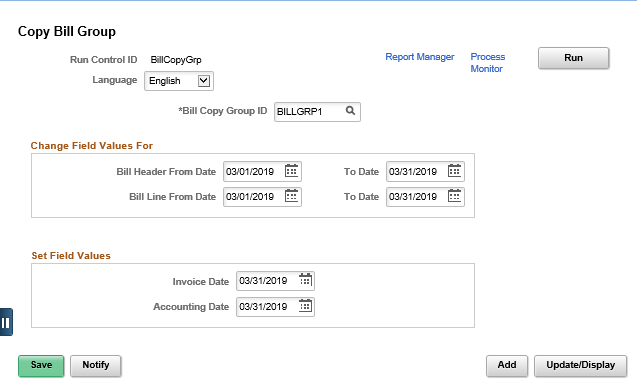 Copy Bill Group
Run Control ID BillCopyGrp Report Manager Process Monitor Run
Language English
*Bill Copy Group ID BILLGRP1
Change Field Values For
Bill Header From Date 03/01/2019 To Date 03/31/2019
Bill Line From Date 03/01/2019 To Date 03/31/2019
Set Field Values
Invoice Date 03/31/2019
Accounting Date 03/31/2019
Save Notify Add Update/Display